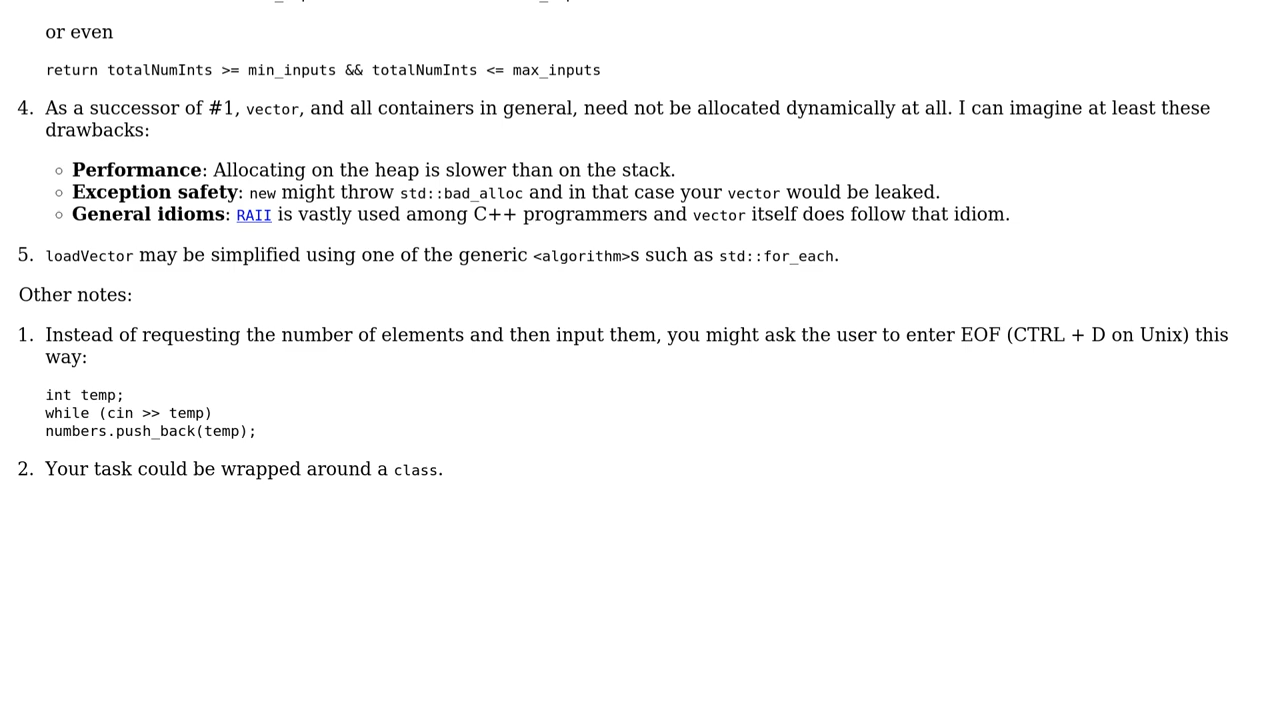 or even
return totalNumInts >= min_inputs && totalNumInts <= max_inputs
4. As a successor of #1, vector, and all containers in general, need not be allocated dynamically at all. I can imagine at least these
drawbacks:
◦ Performance: Allocating on the heap is slower than on the stack.
◦ Exception safety: new might throw std::bad_alloc and in that case your vector would be leaked.
◦ General idioms: RAII is vastly used among C++ programmers and vector itself does follow that idiom.
5. loadVector may be simplified using one of the generic <algorithm>s such as std::for_each.
Other notes:
1. Instead of requesting the number of elements and then input them, you might ask the user to enter EOF (CTRL + D on Unix) this
way:
int temp;
while (cin >> temp)
numbers.push_back(temp);
2. Your task could be wrapped around a class.